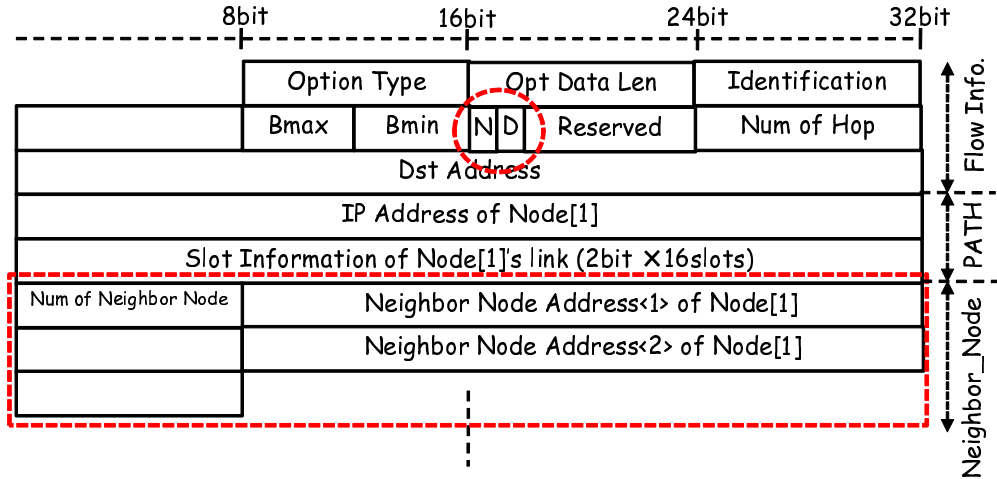 8bit 16bit 24bit 32bit
Option Type Opt Data Len Identification
Bmax Bmin N D Reserved Num of Hop
Dst Address
Flow Info.
IP Address of Node[1]
Slot Information of Node[1]'s link (2bit ×16slots)
PATH
Num of Neighbor Node Neighbor Node Address<1> of Node[1]
Neighbor Node Address<2> of Node[1]
Neighbor_Node